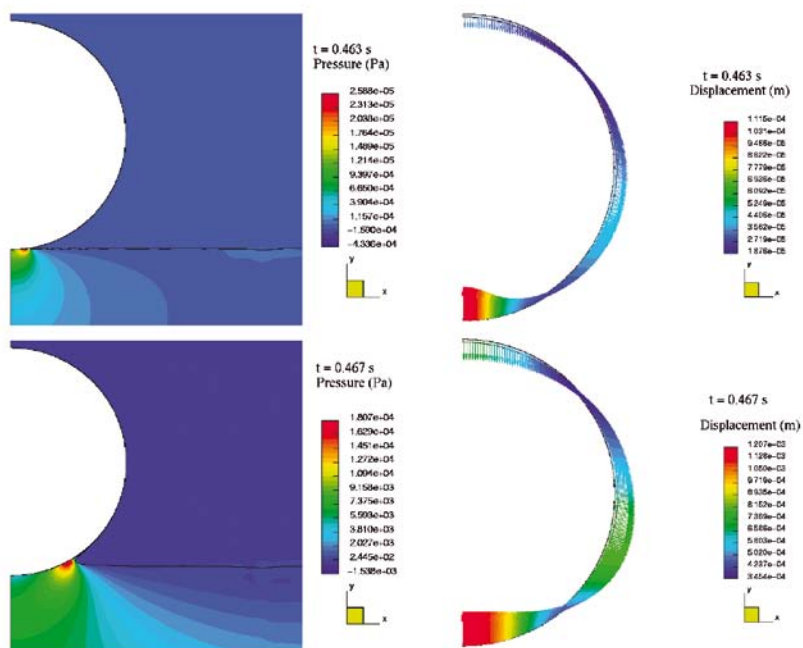 t = 0.463 s
Pressure (Pa)
2.588e+05
2.313e+05
2.038e+05
1.764e+05
1.489e+05
1.214e+05
9.397e+04
6.650e+04
3.904e+04
1.157e+04
-1.590e+04
-4.336e+04
y
x
t = 0.463 s
Displacement (m)
1.115e-04
1.031e-04
9.466e-05
8.622e-05
7.779e-05
6.936e-05
6.092e-05
5.249e-05
4.406e-05
3.562e-05
2.719e-05
1.876e-05
y
x
t = 0.467 s
Pressure (Pa)
1.807e+04
1.629e+04
1.451e+04
1.272e+04
1.094e+04
9.158e+03
7.375e+03
5.593e+03
3.810e+03
2.027e+03
2.445e+02
-1.538e+03
y
x
t = 0.467 s
Displacement (m)
1.207e-03
1.128e-03
1.050e-03
9.719e-04
8.935e-04
8.152e-04
7.369e-04
6.586e-04
5.803e-04
5.020e-04
4.237e-04
3.454e-04
y
x